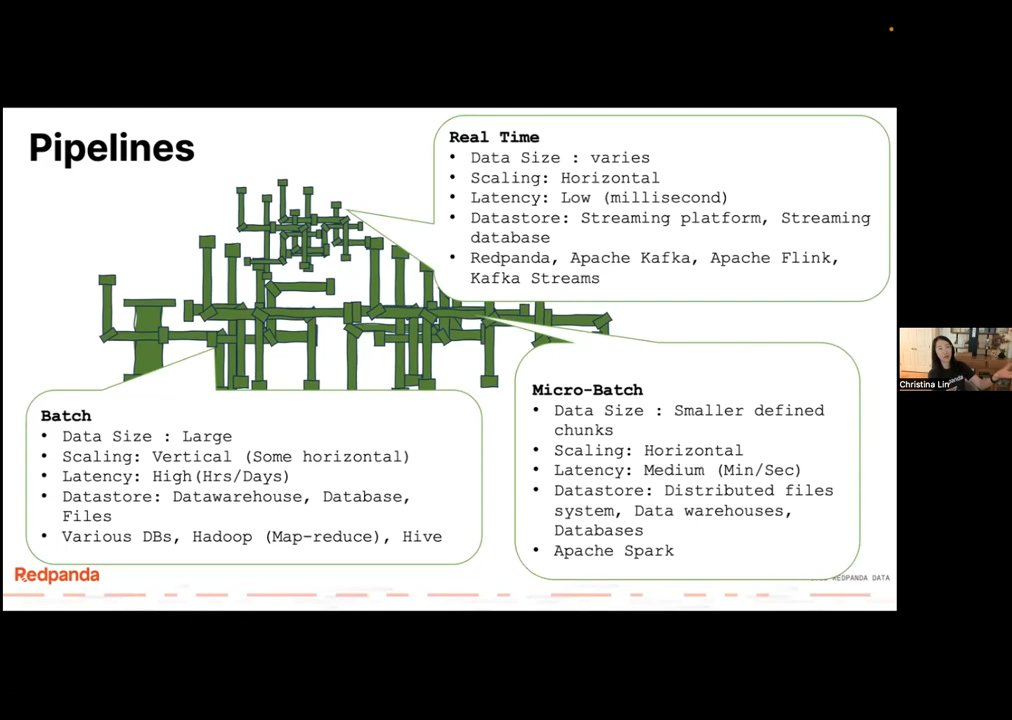 Pipelines
Real Time
• Data Size : varies
• Scaling: Horizontal
• Latency: Low (millisecond)
• Datastore: Streaming platform, Streaming
database
• Redpanda, Apache Kafka, Apache Flink,
Kafka Streams
Batch
• Data Size : Large
• Scaling: Vertical (Some horizontal)
• Latency: High(Hrs/Days)
• Datastore: Datawarehouse, Database,
Files
• Various DBs, Hadoop (Map-reduce), Hive
Micro-Batch
• Data Size : Smaller defined
chunks
• Scaling: Horizontal
• Latency: Medium (Min/Sec)
• Datastore: Distributed files
system, Data warehouses,
Databases
• Apache Spark
Redpanda
REDPANDA DATA
Christina Lin